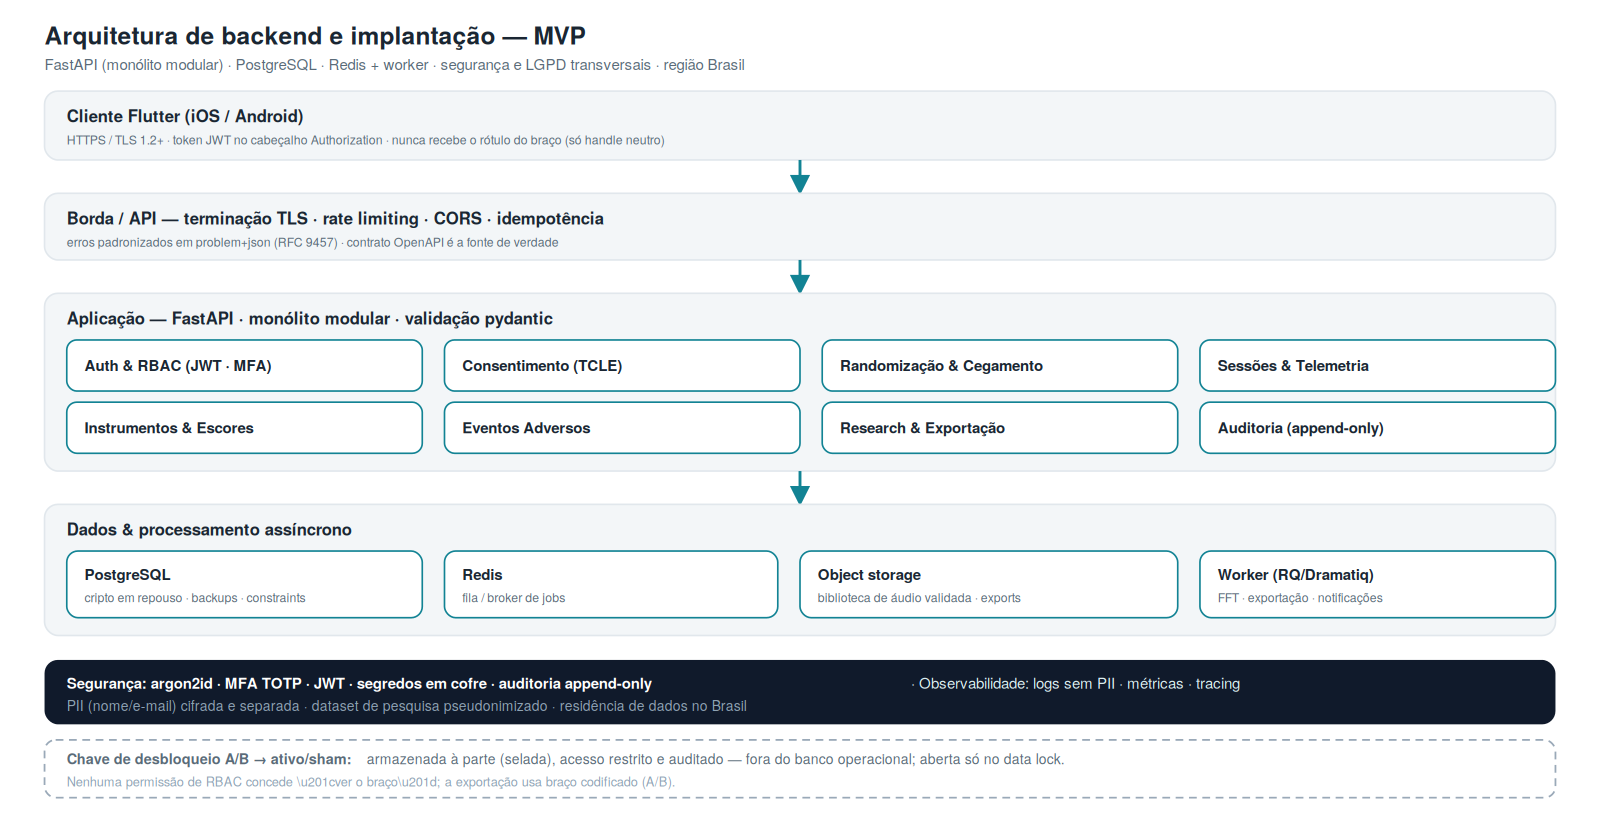 Arquitetura de backend e implantação — MVP
FastAPI (monólito modular) · PostgreSQL · Redis + worker · segurança e LGPD transversais · região Brasil
Cliente Flutter (iOS / Android)
HTTPS / TLS 1.2+ · token JWT no cabeçalho Authorization · nunca recebe o rótulo do braço (só handle neutro)
Borda / API — terminação TLS · rate limiting · CORS · idempotência
erros padronizados em problem+json (RFC 9457) · contrato OpenAPI é a fonte de verdade
Aplicação — FastAPI · monólito modular · validação pydantic
Auth & RBAC (JWT · MFA)
Consentimento (TCLE)
Randomização & Cegamento
Sessões & Telemetria
Instrumentos & Escores
Eventos Adversos
Research & Exportação
Auditoria (append-only)
Dados & processamento assíncrono
PostgreSQL
cripto em repouso · backups · constraints
Redis
fila / broker de jobs
Object storage
biblioteca de áudio validada · exports
Worker (RQ/Dramatiq)
FFT · exportação · notificações
Segurança: argon2id · MFA TOTP · JWT · segredos em cofre · auditoria append-only · Observabilidade: logs sem PII · métricas · tracing
PII (nome/e-mail) cifrada e separada · dataset de pesquisa pseudonimizado · residência de dados no Brasil
Chave de desbloqueio A/B → ativo/sham: armazenada à parte (selada), acesso restrito e auditado — fora do banco operacional; aberta só no data lock.
Nenhuma permissão de RBAC concede \u201cver o braço\u201d; a exportação usa braço codificado (A/B).